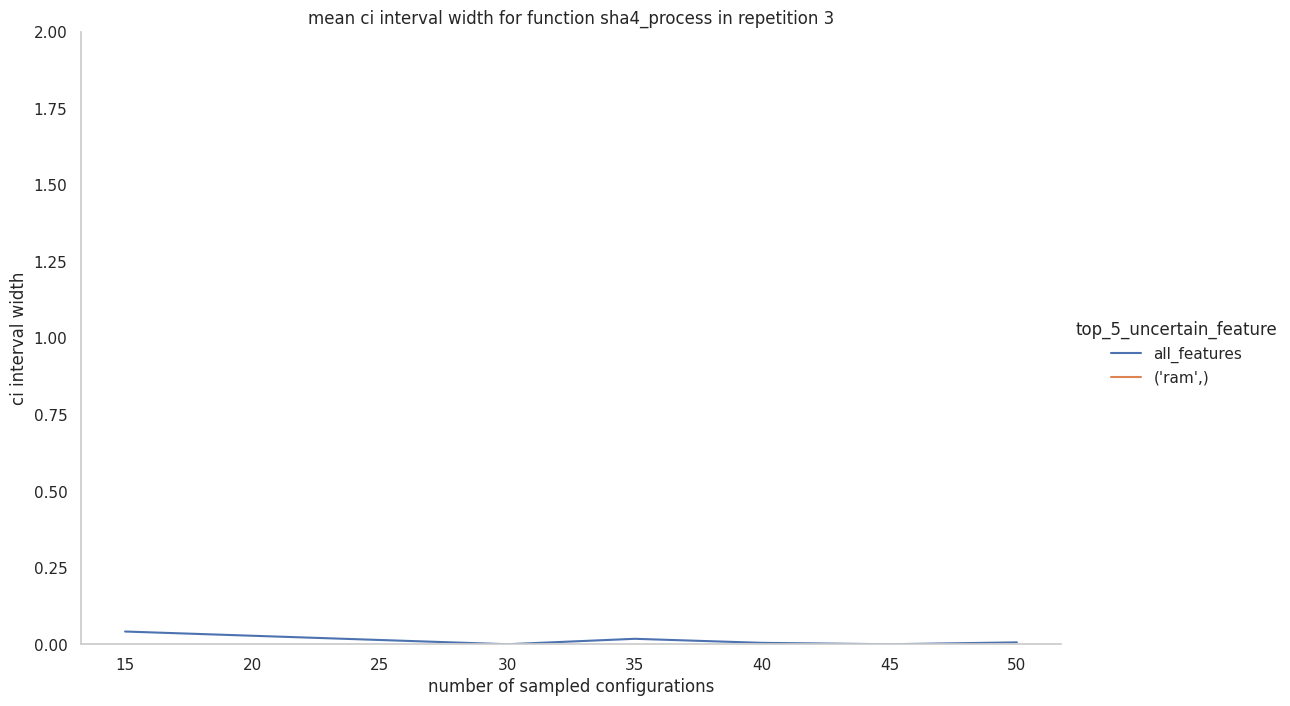 mean ci interval width for function sha4_process in repetition 3
2.00
1.75
1.50
1.25
1.00
0.75
0.50
0.25
0.00
ci interval width
15 20 25 30 35 40 45 50
number of sampled configurations
top_5_uncertain_feature
all_features
('ram',)